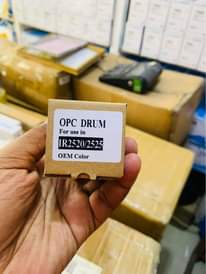 OPC DRUM
For use in
IR2520/2525
OEM Color